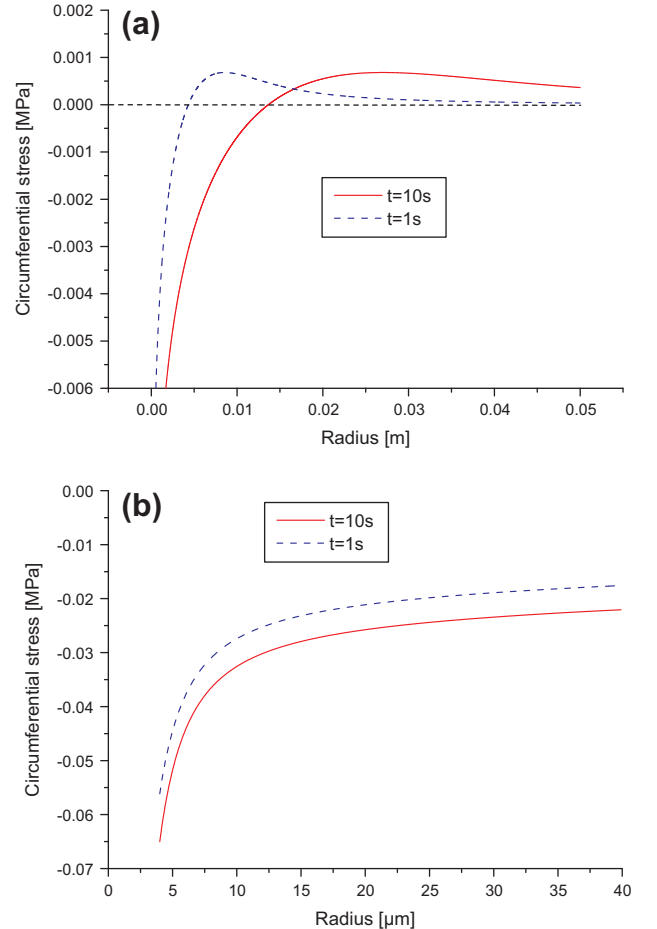 (a)
0.002
0.001
0.000
-0.001
-0.002
-0.003
-0.004
-0.005
-0.006
Circumferential stress [MPa]
t=10s
t=1s
0.00 0.01 0.02 0.03 0.04 0.05
Radius [m]
(b)
0.00
-0.01
-0.02
-0.03
-0.04
-0.05
-0.06
-0.07
Circumferential stress [MPa]
t=10s
t=1s
0 5 10 15 20 25 30 35 40
Radius [µm]